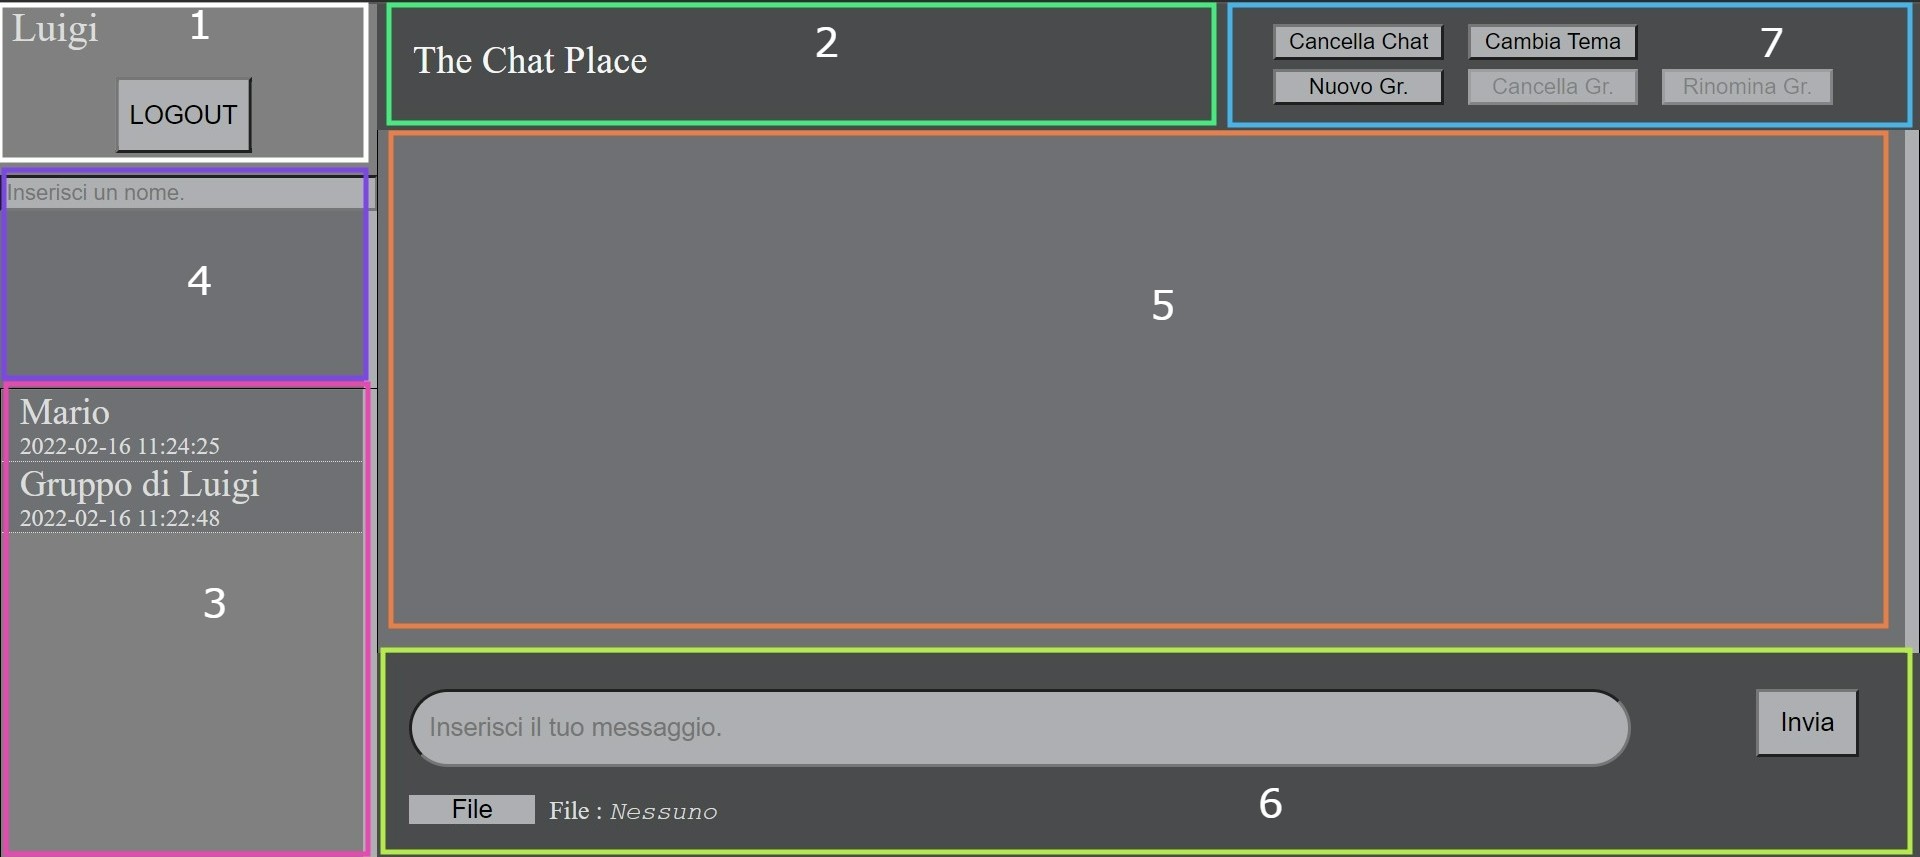 Luigi
1
LOGOUT
2
The Chat Place
Cancella Chat
Cambia Tema
7
Nuovo Gr.
Cancella Gr.
Rinomina Gr.
Inserisci un nome.
4
5
Mario
2022-02-16 11:24:25
Gruppo di Luigi
2022-02-16 11:22:48
3
Inserisci il tuo messaggio.
Invia
File
File : Nessuno
6